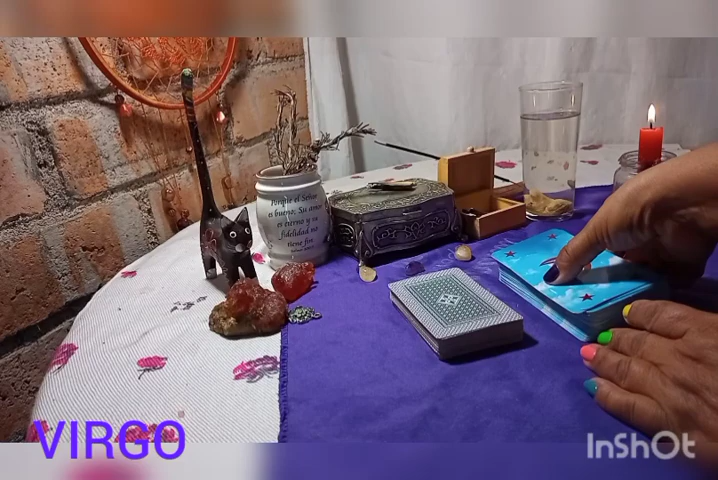 Porque el Señor
es bueno; Su amor
es eterno y su
fidelidad no
tiene fin.
VIRGO
InShOt